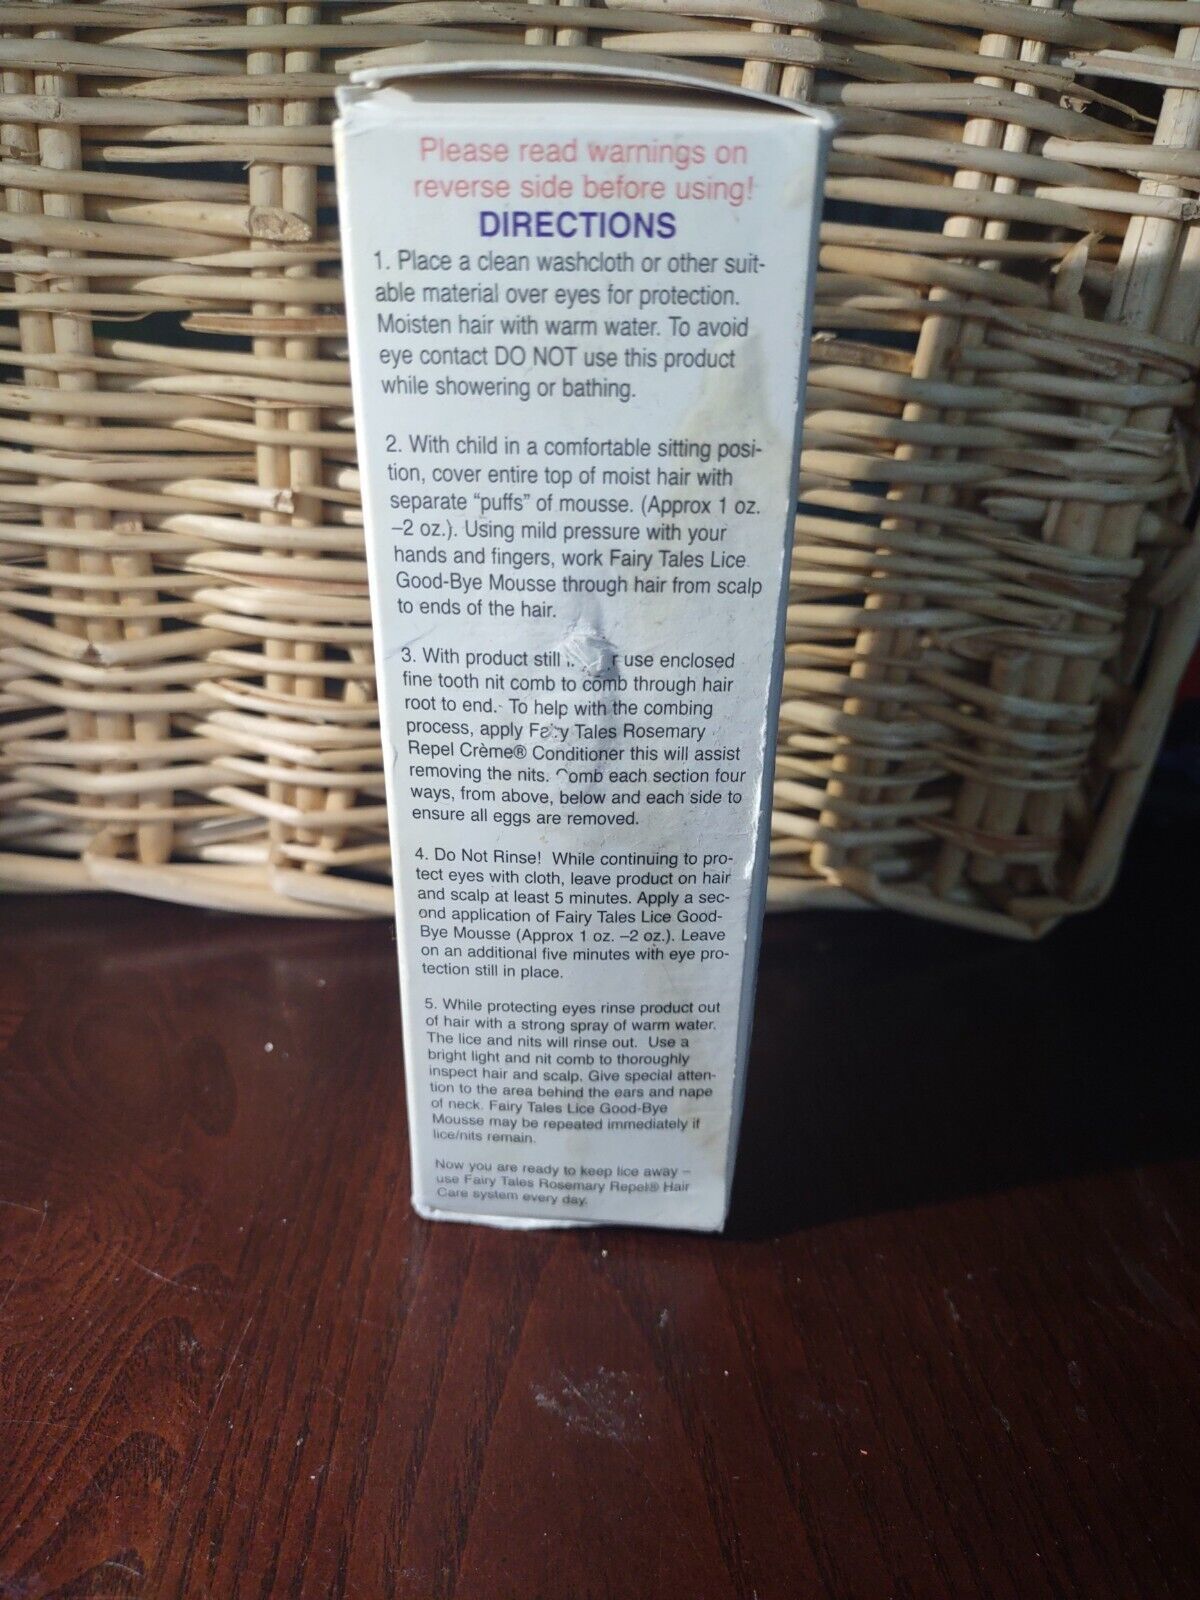 Please read warnings on
reverse side before using!
DIRECTIONS
1. Place a clean washcloth or other suit-
able material over eyes for protection.
Moisten hair with warm water. To avoid
eye contact DO NOT use this product
while showering or bathing.
2. With child in a comfortable sitting posi-
tion, cover entire top of moist hair with
separate “puffs” of mousse. (Approx 1 oz.
–2 oz.). Using mild pressure with your
hands and fingers, work Fairy Tales Lice
Good-Bye Mousse through hair from scalp
to ends of the hair.
3. With product still use enclosed
fine tooth nit comb to comb through hair
root to end. To help with the combing
process, apply Fairy Tales Rosemary
Repel Crème® Conditioner this will assist
removing the nits. Comb each section four
ways, from above, below and each side to
ensure all eggs are removed.
4. Do Not Rinse! While continuing to pro-
tect eyes with cloth, leave product on hair
and scalp at least 5 minutes. Apply a sec-
ond application of Fairy Tales Lice Good-
Bye Mousse (Approx 1 oz. –2 oz.). Leave
on an additional five minutes with eye pro-
tection still in place.
5. While protecting eyes rinse product out
of hair with a strong spray of warm water.
The lice and nits will rinse out. Use a
bright light and nit comb to thoroughly
inspect hair and scalp. Give special atten-
tion to the area behind the ears and nape
of neck. Fairy Tales Lice Good-Bye
Mousse may be repeated immediately if
lice/nits remain.
Now you are ready to keep lice away –
use Fairy Tales Rosemary Repel® Hair
Care system every day.